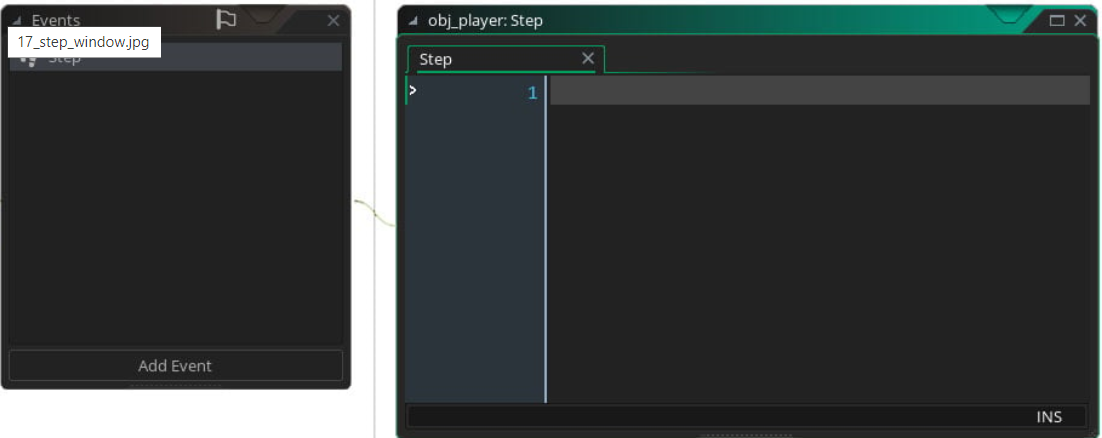 Events
17_step_window.jpg
Step
Add Event
obj_player: Step
Step
1
INS